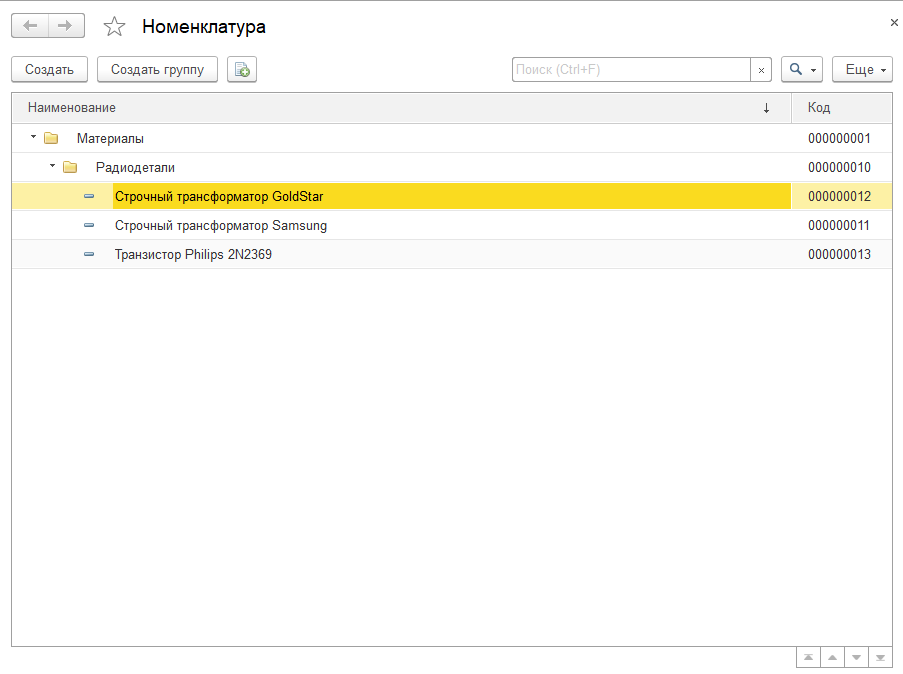 Номенклатура
Создать Создать группу Поиск (Ctrl+F) Еще
Наименование Код
Материалы 000000001
Радиодетали 000000010
Строчный трансформатор GoldStar 000000012
Строчный трансформатор Samsung 000000011
Транзистор Philips 2N2369 000000013